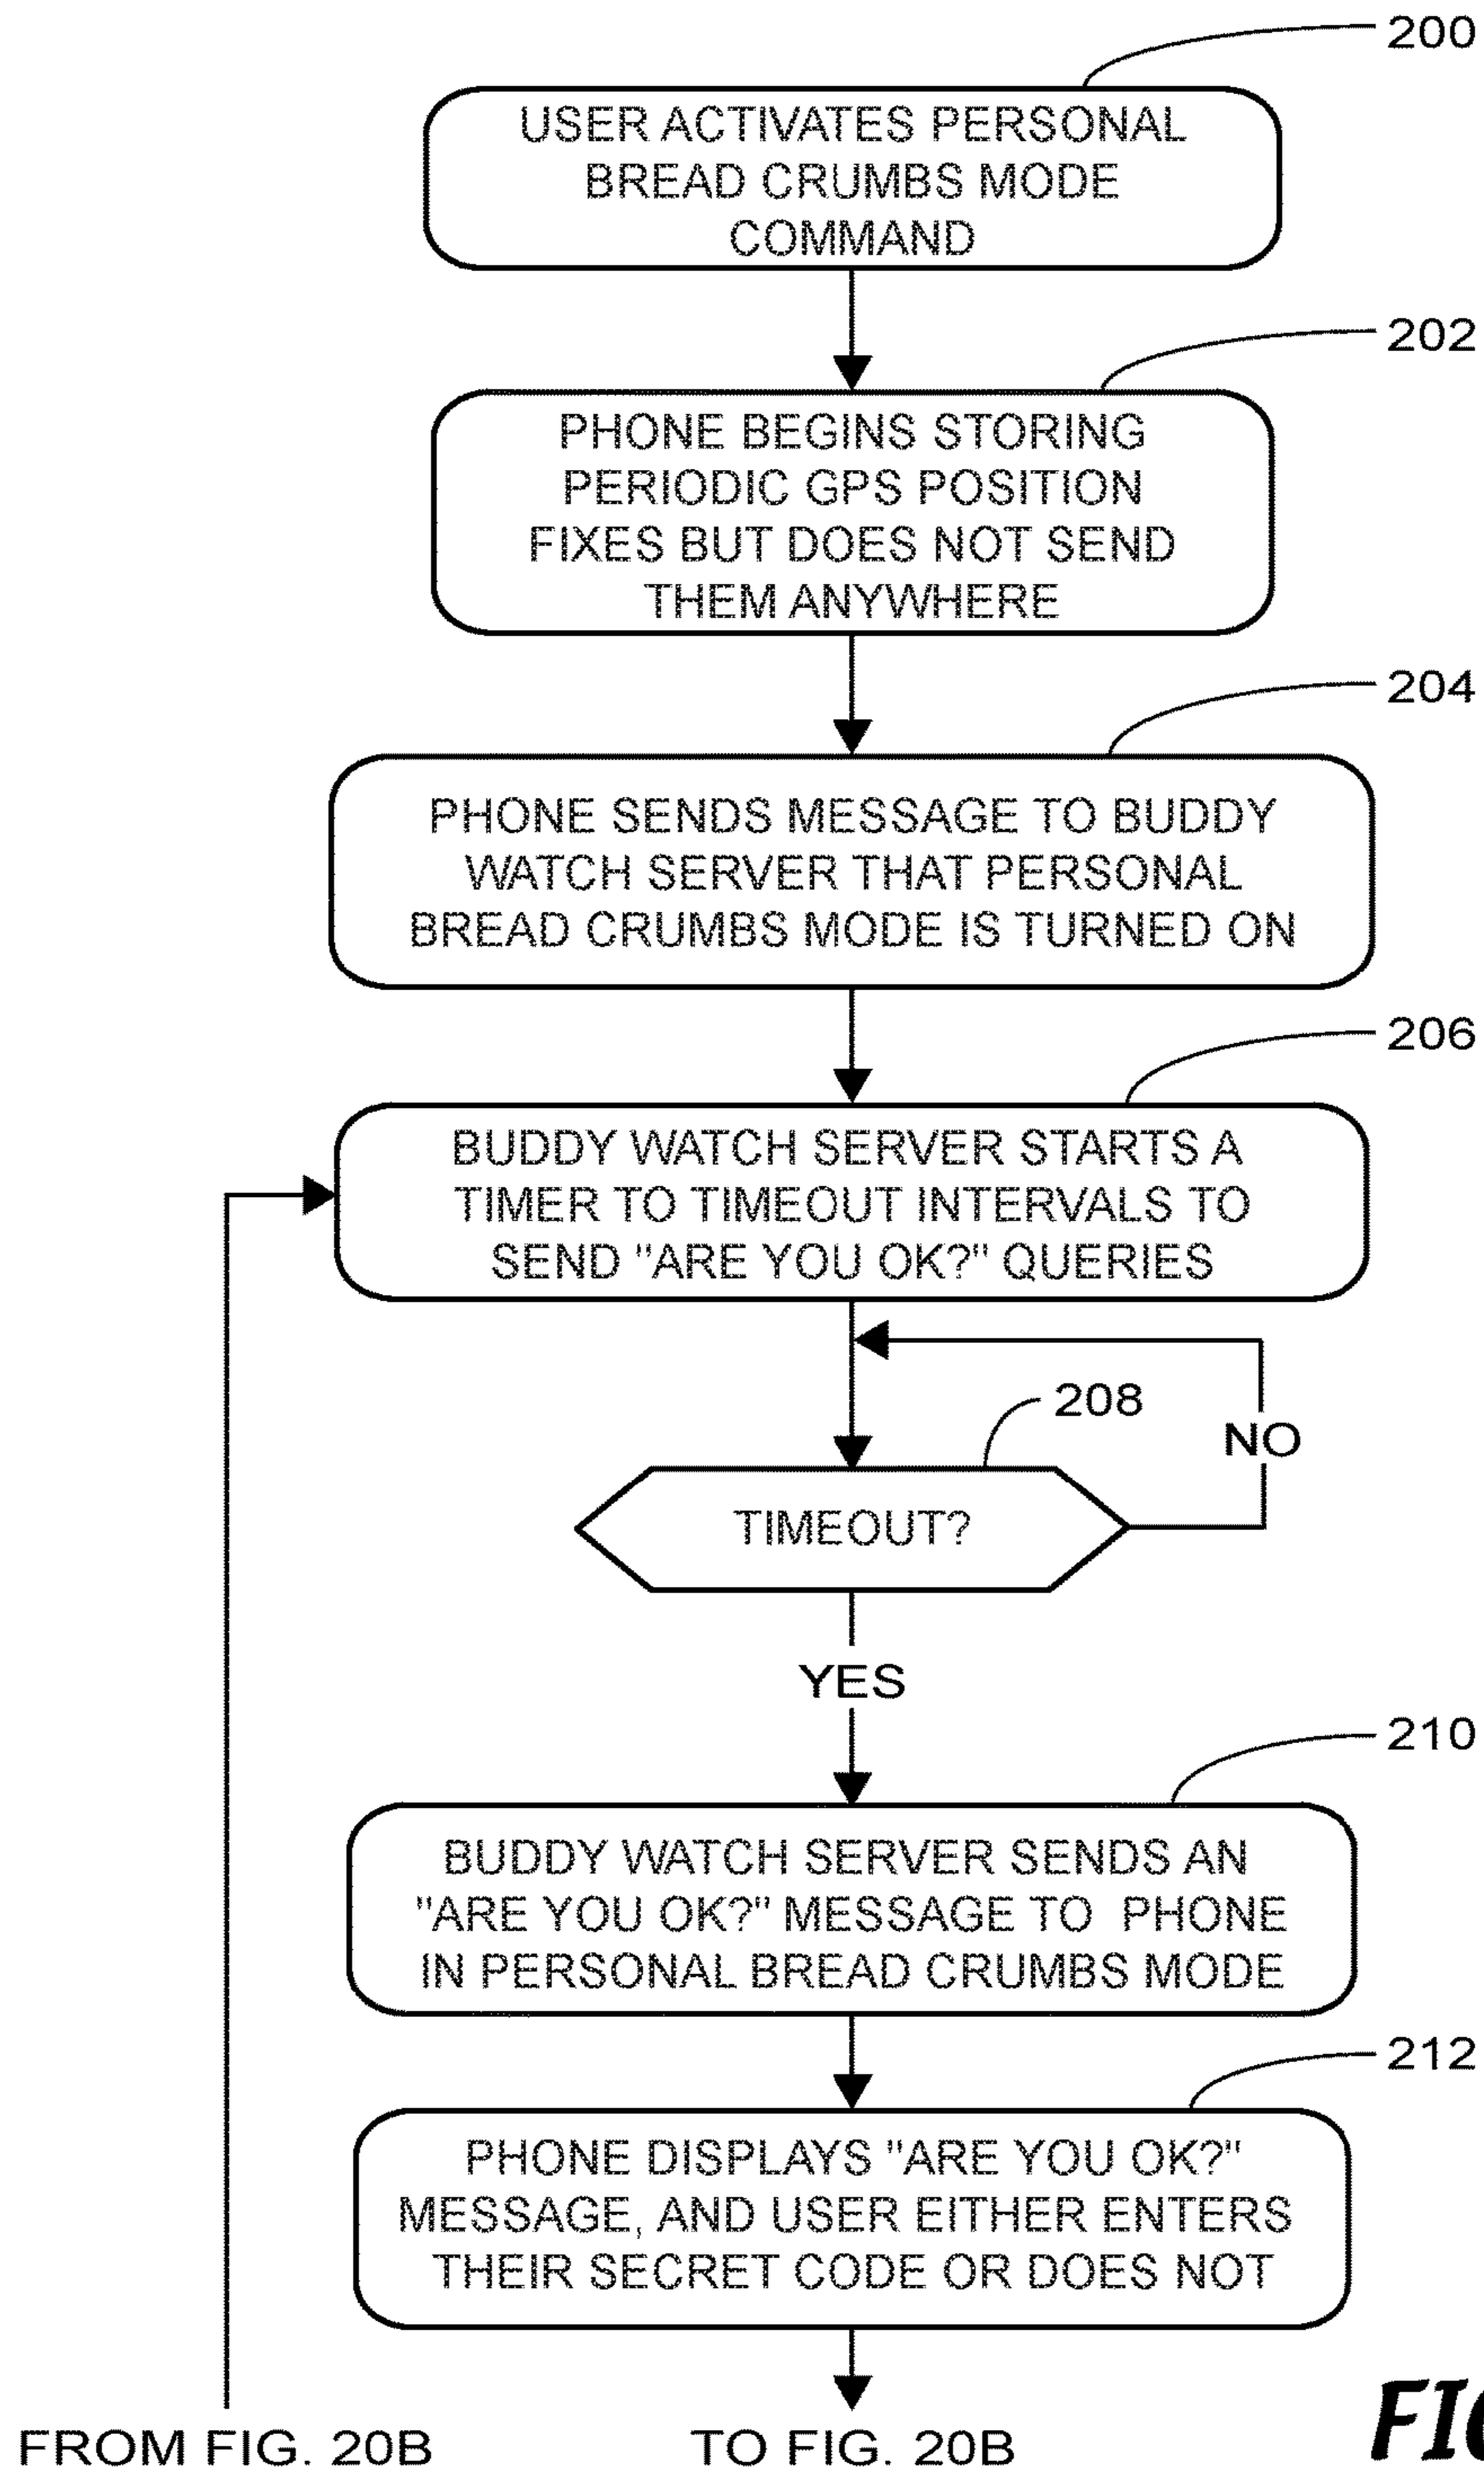 200
USER ACTIVATES PERSONAL
BREAD CRUMBS MODE
COMMAND
202
PHONE BEGINS STORING
PERIODIC GPS POSITION
FIXES BUT DOES NOT SEND
THEM ANYWHERE
204
PHONE SENDS MESSAGE TO BUDDY
WATCH SERVER THAT PERSONAL
BREAD CRUMBS MODE IS TURNED ON
206
BUDDY WATCH SERVER STARTS A
TIMER TO TIMEOUT INTERVALS TO
SEND "ARE YOU OK?" QUERIES
208
NO
TIMEOUT?
YES
210
BUDDY WATCH SERVER SENDS AN
"ARE YOU OK?" MESSAGE TO PHONE
IN PERSONAL BREAD CRUMBS MODE
212
PHONE DISPLAYS "ARE YOU OK?"
MESSAGE, AND USER EITHER ENTERS
THEIR SECRET CODE OR DOES NOT
FROM FIG. 20B
TO FIG. 20B